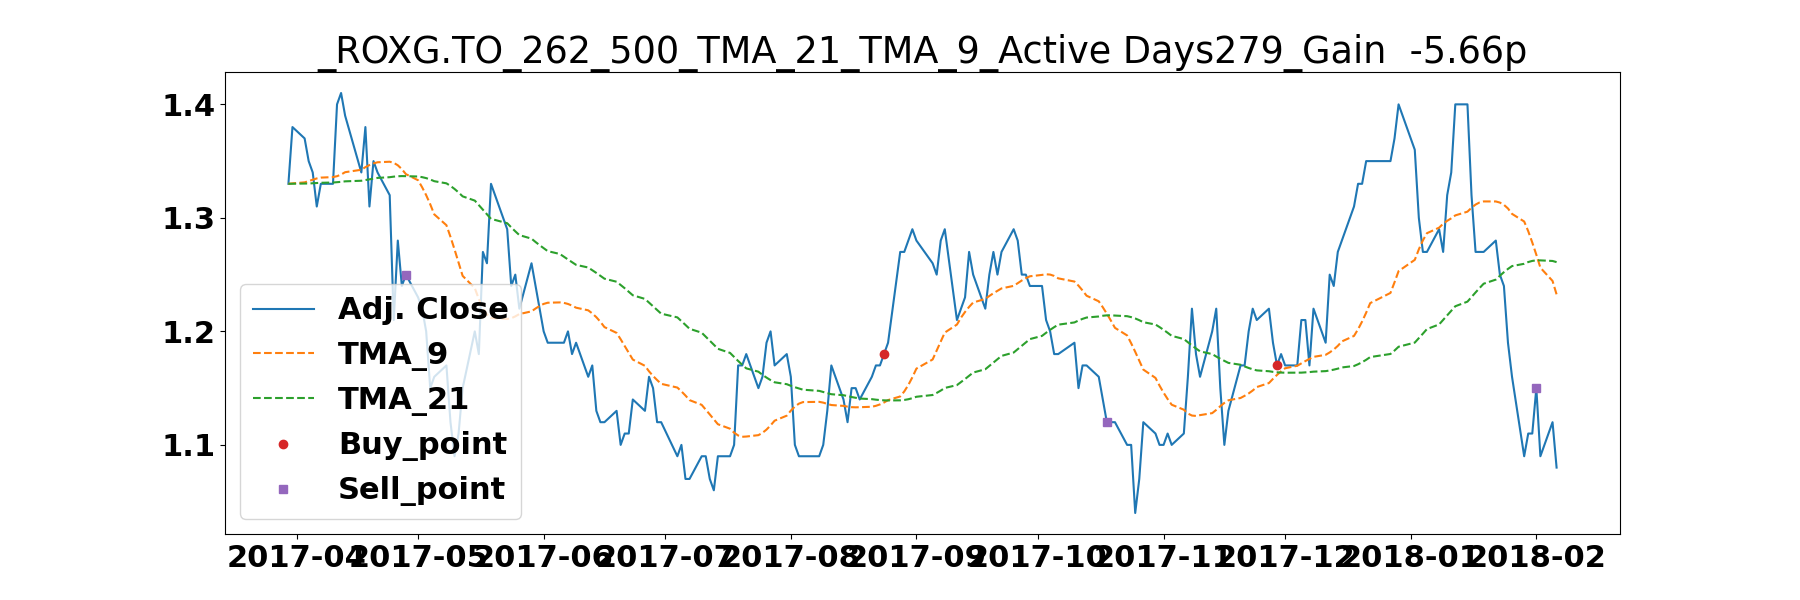 _ROXG.TO_262_500_TMA_21_TMA_9_Active Days279_Gain  -5.66p
1.4
1.3
1.2
1.1
Adj. Close
TMA_9
TMA_21
Buy_point
Sell_point
2017-04 2017-05 2017-06 2017-07 2017-08 2017-09 2017-10 2017-11 2017-12 2018-01 2018-02